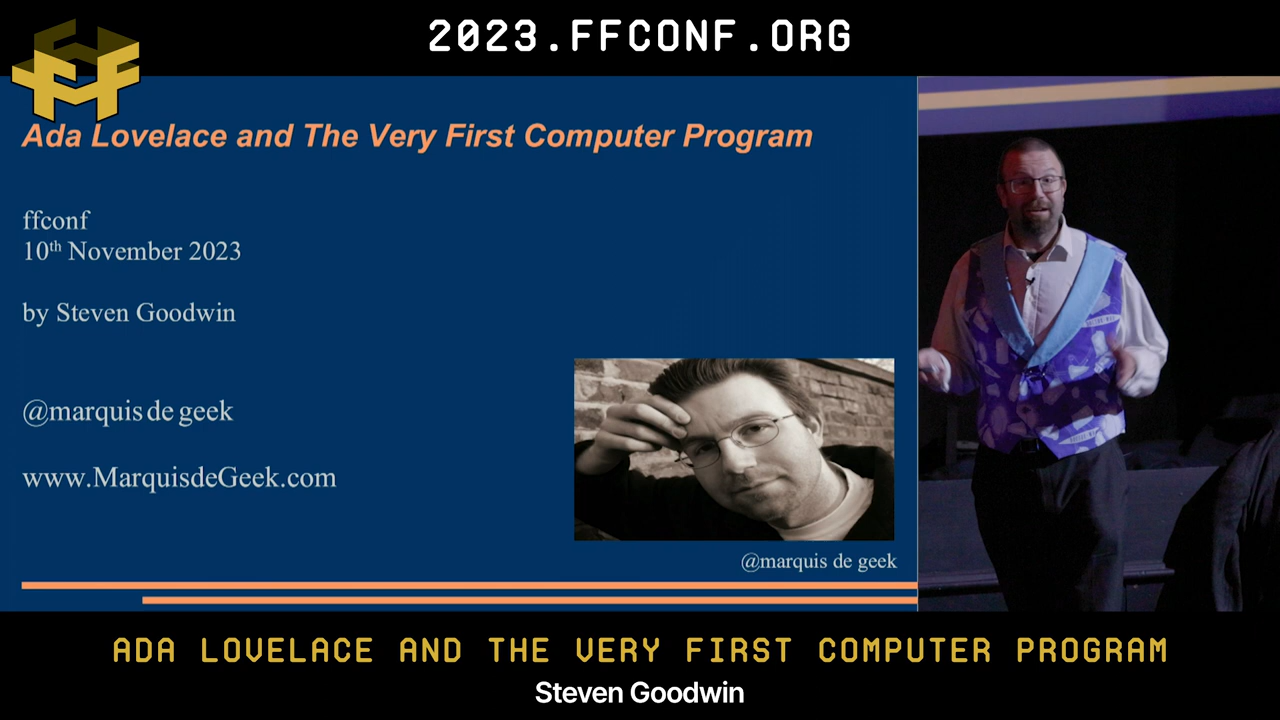 2023.FFCONF.ORG
Ada Lovelace and The Very First Computer Program
ffconf
10th November 2023
by Steven Goodwin
@marquis de geek
www.MarquisdeGeek.com
@marquis de geek
ADA LOVELACE AND THE VERY FIRST COMPUTER PROGRAM
Steven Goodwin